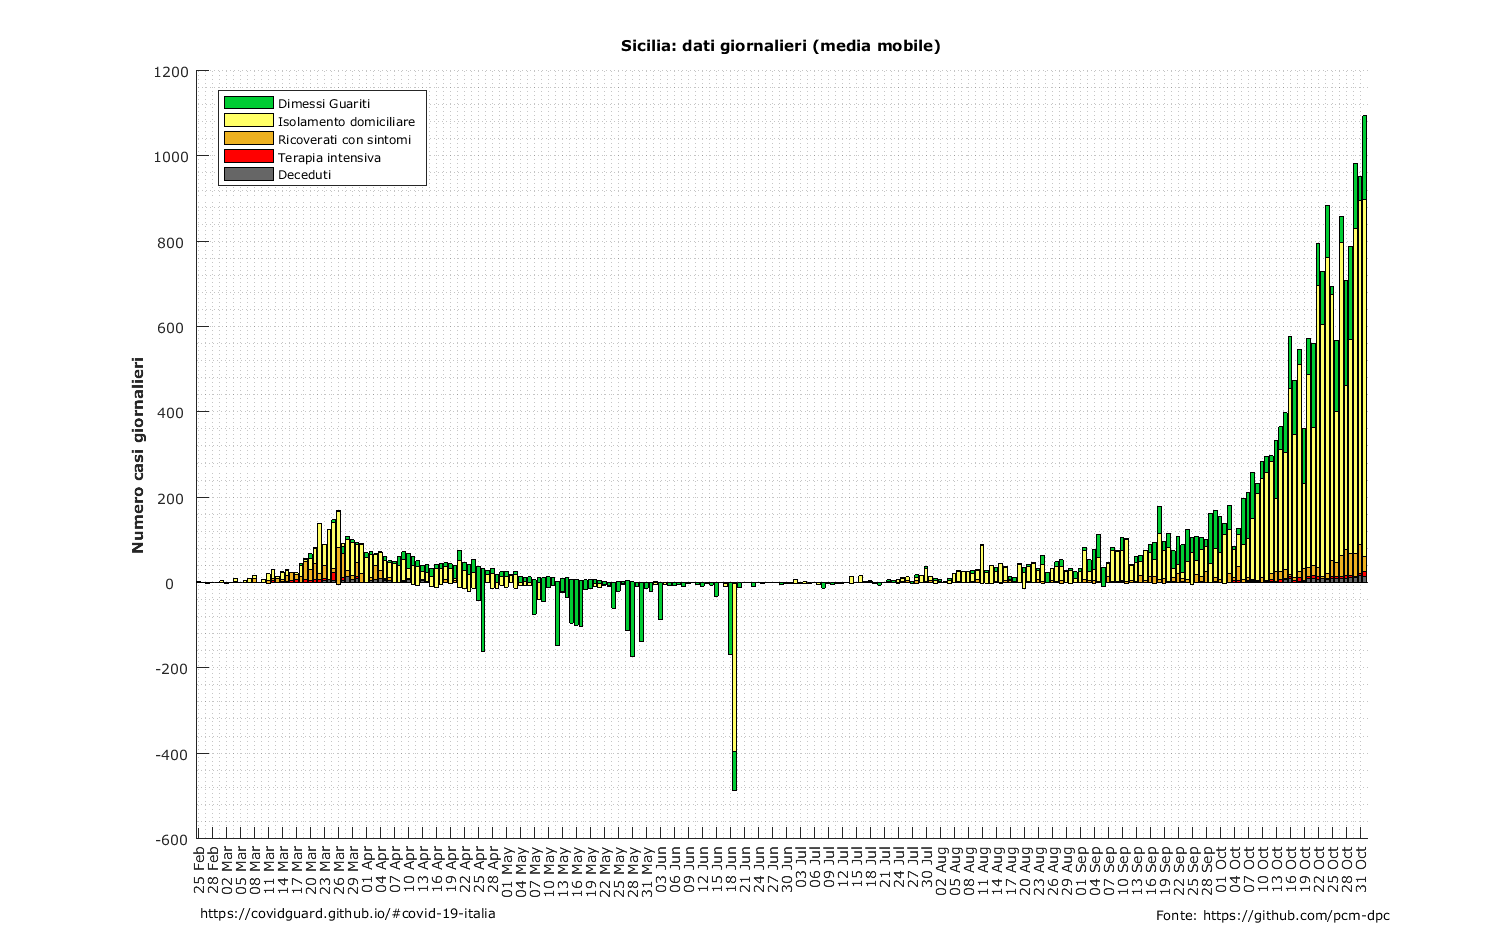 Sicilia: dati giornalieri (media mobile)
Dimessi Guariti
Isolamento domiciliare
Ricoverati con sintomi
Terapia intensiva
Deceduti
Numero casi giornalieri
1200
1000
800
600
400
200
0
-200
-400
-600
25 Feb
28 Feb
02 Mar
05 Mar
08 Mar
11 Mar
14 Mar
17 Mar
20 Mar
23 Mar
26 Mar
29 Mar
01 Apr
04 Apr
07 Apr
10 Apr
13 Apr
16 Apr
19 Apr
22 Apr
25 Apr
28 Apr
01 May
04 May
07 May
10 May
13 May
16 May
19 May
22 May
25 May
28 May
31 May
03 Jun
06 Jun
09 Jun
12 Jun
15 Jun
18 Jun
21 Jun
24 Jun
27 Jun
30 Jun
03 Jul
06 Jul
09 Jul
12 Jul
15 Jul
18 Jul
21 Jul
24 Jul
27 Jul
30 Jul
02 Aug
05 Aug
08 Aug
11 Aug
14 Aug
17 Aug
20 Aug
23 Aug
26 Aug
29 Aug
01 Sep
04 Sep
07 Sep
10 Sep
13 Sep
16 Sep
19 Sep
22 Sep
25 Sep
28 Sep
01 Oct
04 Oct
07 Oct
10 Oct
13 Oct
16 Oct
19 Oct
22 Oct
25 Oct
28 Oct
31 Oct
https://covidguard.github.io/#covid-19-italia
Fonte: https://github.com/pcm-dpc